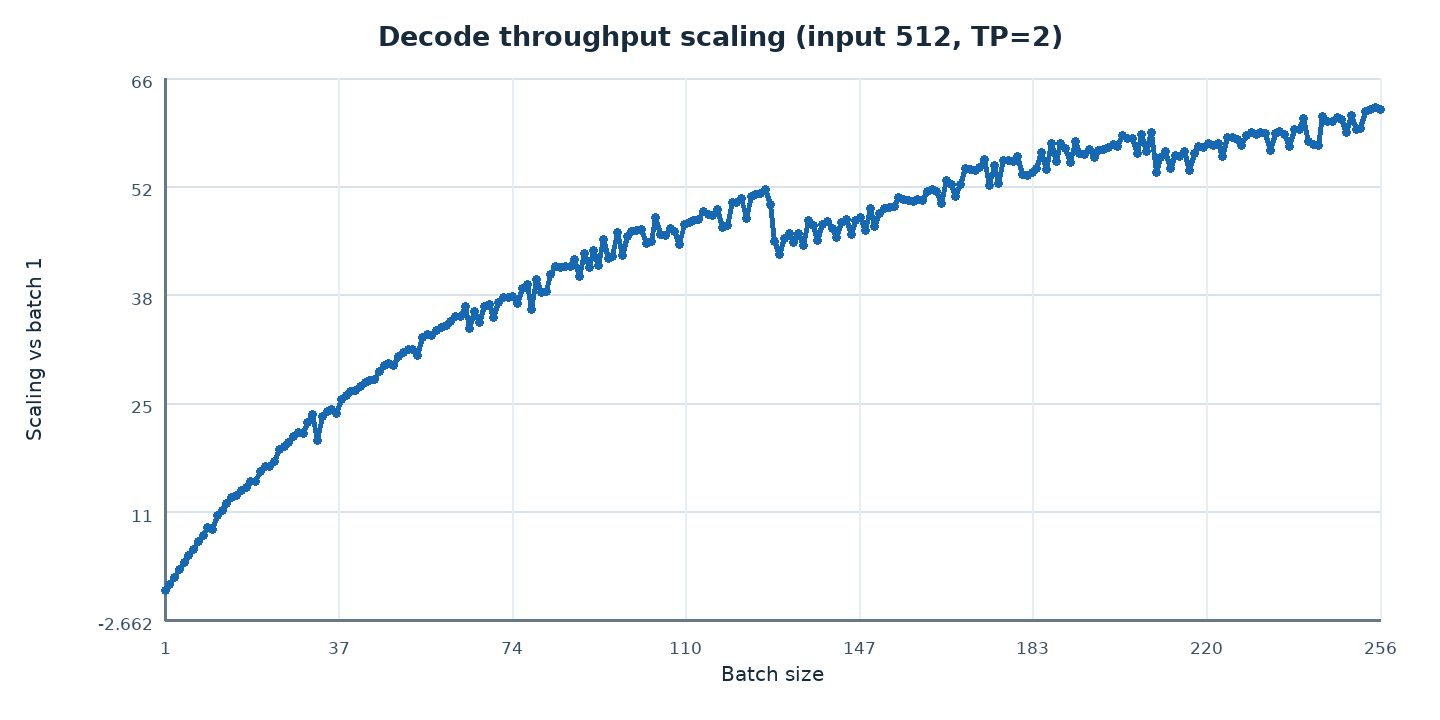 Decode throughput scaling (input 512, TP=2)
Scaling vs batch 1
66
52
38
25
11
-2.662
1 37 74 110 147 183 220 256
Batch size